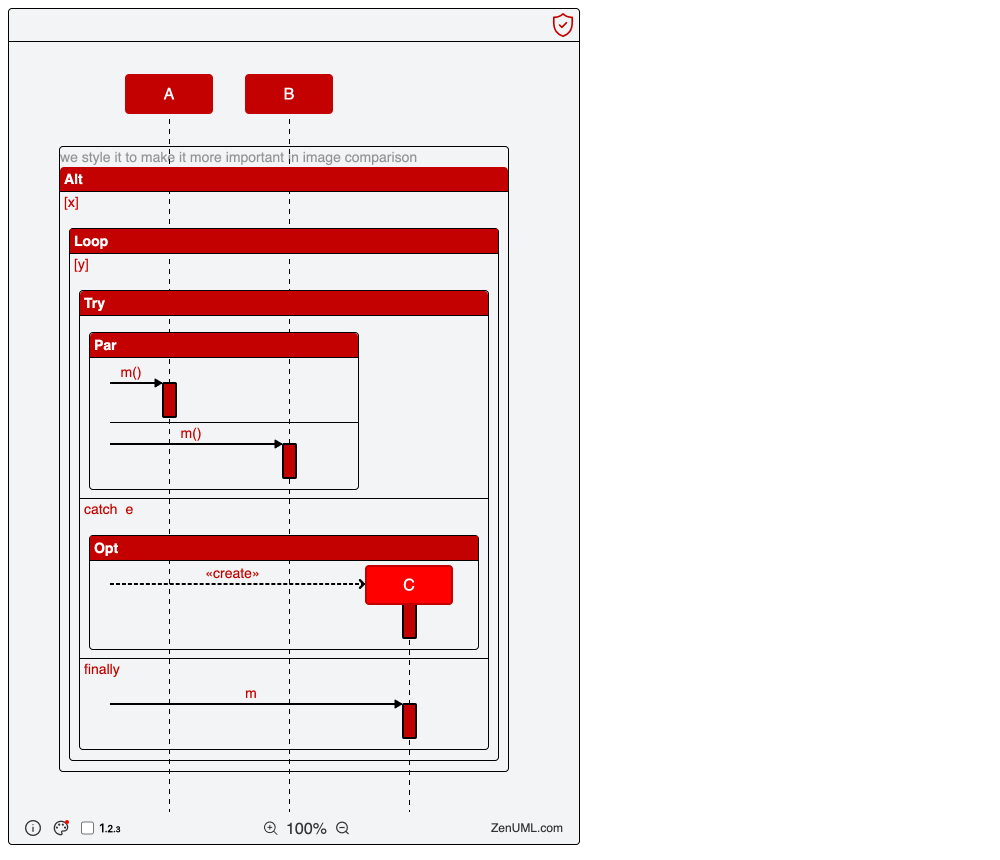 A B
we style it to make it more important in image comparison
Alt
[x]
Loop
[y]
Try
Par
m()
m()
catch e
Opt
«create»
C
finally
m
1.2.3 100% ZenUML.com